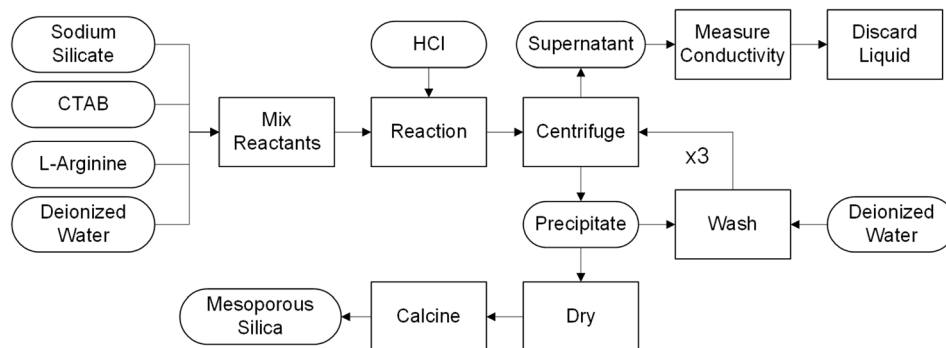 Sodium
Silicate
CTAB
L-Arginine
Deionized
Water
Mix
Reactants
HCl
Reaction
Supernatant
Centrifuge
Measure
Conductivity
Discard
Liquid
x3
Precipitate
Wash
Deionized
Water
Dry
Calcine
Mesoporous
Silica